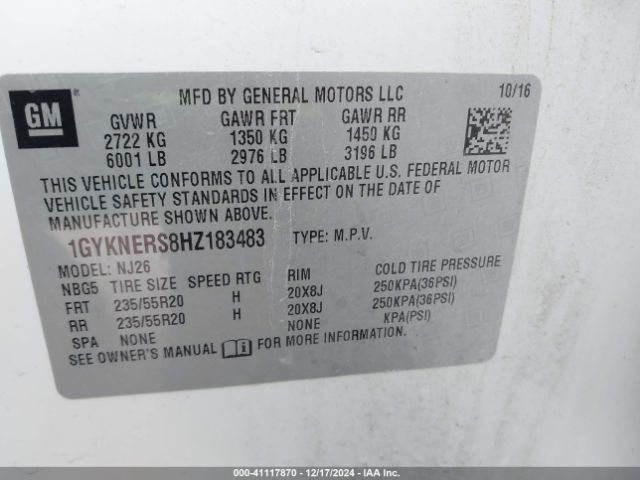 GM
MFD BY GENERAL MOTORS LLC 10/16
GVWR GAWR FRT GAWR RR
2722 KG 1350 KG 1450 KG
6001 LB 2976 LB 3196 LB
THIS VEHICLE CONFORMS TO ALL APPLICABLE U.S. FEDERAL MOTOR
VEHICLE SAFETY STANDARDS IN EFFECT ON THE DATE OF
MANUFACTURE SHOWN ABOVE.
1GYKNERS8HZ183483 TYPE: M.P.V.
MODEL: NJ26
NBG5 TIRE SIZE SPEED RTG RIM COLD TIRE PRESSURE
FRT 235/55R20 H 20X8J 250KPA(36PSI)
RR 235/55R20 H 20X8J 250KPA(36PSI)
SPA NONE NONE KPA(PSI)
SEE OWNER'S MANUAL FOR MORE INFORMATION.
000-41117870 - 12/17/2024 - IAA Inc.